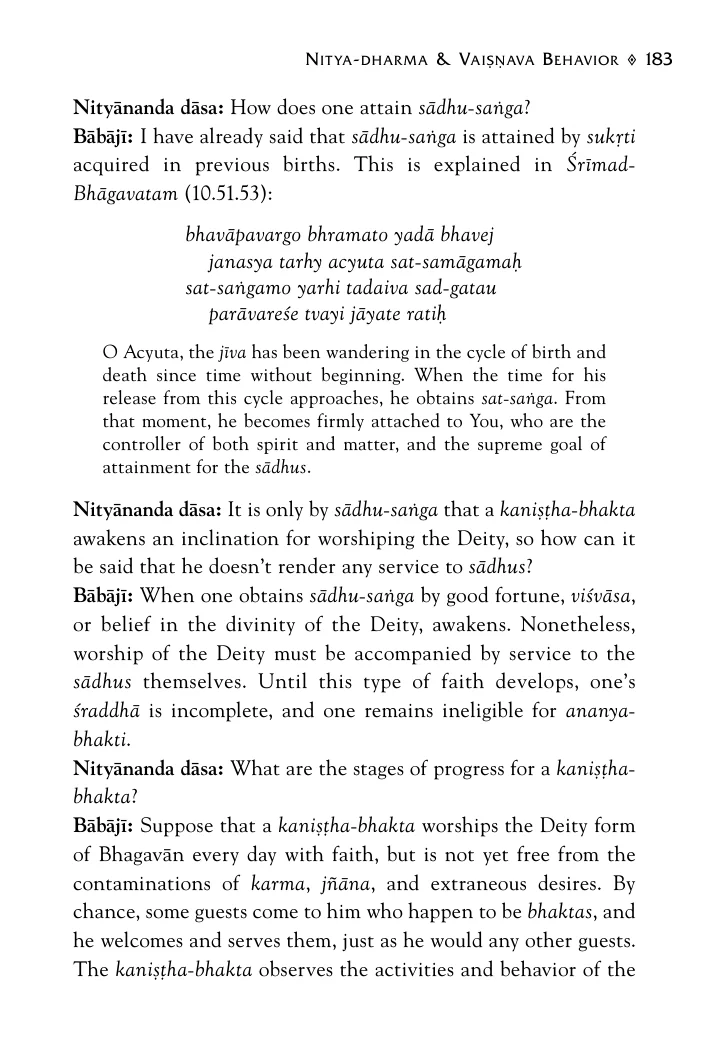 NITYA-DHARMA & VAIṢṆAVA BEHAVIOR ◊ 183
Nityānanda dāsa: How does one attain sādhu-saṅga?
Bābājī: I have already said that sādhu-saṅga is attained by sukṛti
acquired in previous births. This is explained in Śrīmad-
Bhāgavatam (10.51.53):
bhavāpavargo bhramato yadā bhavej
janasya tarhy acyuta sat-samāgamaḥ
sat-saṅgamo yarhi tadaiva sad-gatau
parāvareśe tvayi jāyate ratiḥ
O Acyuta, the jīva has been wandering in the cycle of birth and
death since time without beginning. When the time for his
release from this cycle approaches, he obtains sat-saṅga. From
that moment, he becomes firmly attached to You, who are the
controller of both spirit and matter, and the supreme goal of
attainment for the sādhus.
Nityānanda dāsa: It is only by sādhu-saṅga that a kaniṣṭha-bhakta
awakens an inclination for worshiping the Deity, so how can it
be said that he doesn't render any service to sādhus?
Bābājī: When one obtains sādhu-saṅga by good fortune, viśvāsa,
or belief in the divinity of the Deity, awakens. Nonetheless,
worship of the Deity must be accompanied by service to the
sādhus themselves. Until this type of faith develops, one's
śraddhā is incomplete, and one remains ineligible for ananya-
bhakti.
Nityānanda dāsa: What are the stages of progress for a kaniṣṭha-
bhakta?
Bābājī: Suppose that a kaniṣṭha-bhakta worships the Deity form
of Bhagavān every day with faith, but is not yet free from the
contaminations of karma, jñāna, and extraneous desires. By
chance, some guests come to him who happen to be bhaktas, and
he welcomes and serves them, just as he would any other guests.
The kaniṣṭha-bhakta observes the activities and behavior of the